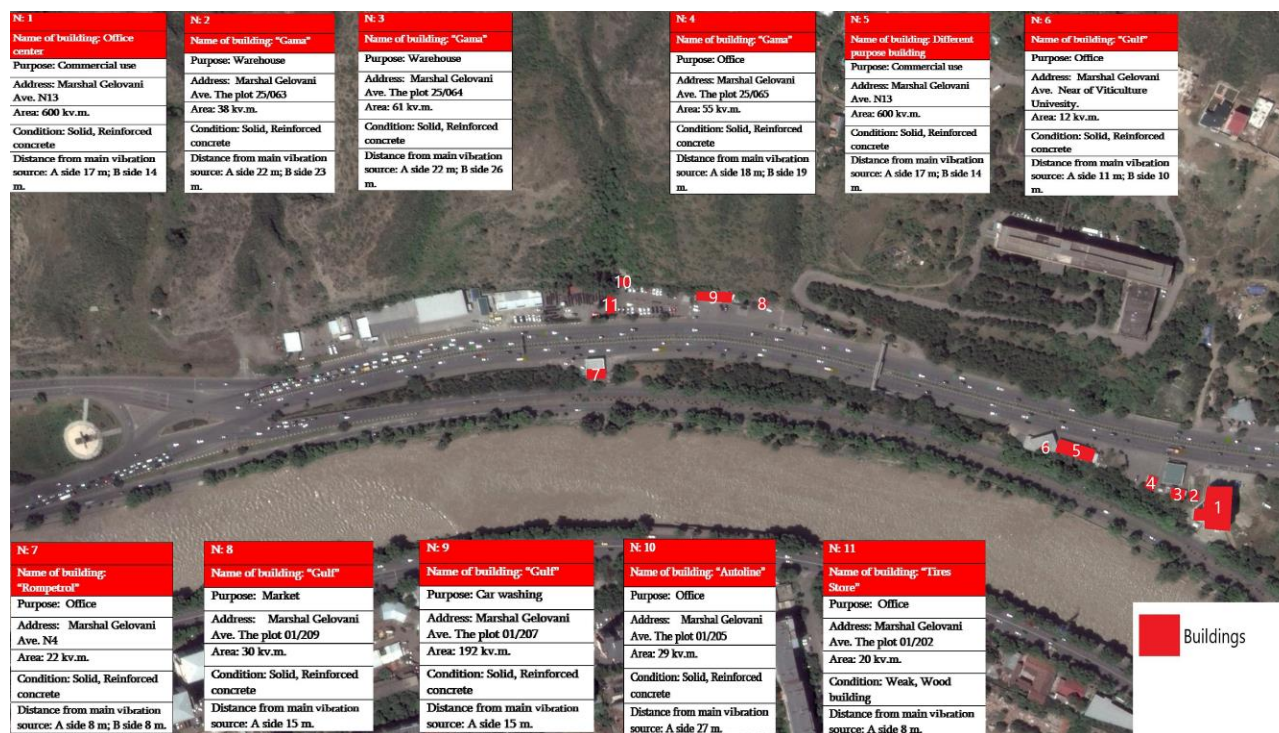 N: 1
Name of building: Office
center
Purpose: Commercial use
Address: Marshal Gelovani
Ave. N13
Area: 600 kv.m.
Condition: Solid, Reinforced
concrete
Distance from main vibration
source: A side 17 m; B side 14
m.
N: 2
Name of building: “Gama”
Purpose: Warehouse
Address: Marshal Gelovani
Ave. The plot 25/063
Area: 38 kv.m.
Condition: Solid, Reinforced
concrete
Distance from main vibration
source: A side 22 m; B side 23
m.
N: 3
Name of building: “Gama”
Purpose: Warehouse
Address: Marshal Gelovani
Ave. The plot 25/064
Area: 61 kv.m.
Condition: Solid, Reinforced
concrete
Distance from main vibration
source: A side 22 m; B side 26
m.
N: 4
Name of building: “Gama”
Purpose: Office
Address: Marshal Gelovani
Ave. The plot 25/065
Area: 55 kv.m.
Condition: Solid, Reinforced
concrete
Distance from main vibration
source: A side 18 m; B side 19
m.
N: 5
Name of building: Different
purpose building
Purpose: Commercial use
Address: Marshal Gelovani
Ave. N13
Area: 600 kv.m.
Condition: Solid, Reinforced
concrete
Distance from main vibration
source: A side 17 m; B side 14
m.
N: 6
Name of building: “Gulf”
Purpose: Office
Address: Marshal Gelovani
Ave. Near of Viticulture
Univesity.
Area: 12 kv.m.
Condition: Solid, Reinforced
concrete
Distance from main vibration
source: A side 11 m; B side 10
m.
10
11
9
8
7
6
5
4
3
2
1
N: 7
Name of building:
“Rompetrol”
Purpose: Office
Address: Marshal Gelovani
Ave. N4
Area: 22 kv.m.
Condition: Solid, Reinforced
concrete
Distance from main vibration
source: A side 8 m; B side 8 m.
N: 8
Name of building: “Gulf”
Purpose: Market
Address: Marshal Gelovani
Ave. The plot 01/209
Area: 30 kv.m.
Condition: Solid, Reinforced
concrete
Distance from main vibration
source: A side 15 m.
N: 9
Name of building: “Gulf”
Purpose: Car washing
Address: Marshal Gelovani
Ave. The plot 01/207
Area: 192 kv.m.
Condition: Solid, Reinforced
concrete
Distance from main vibration
source: A side 15 m.
N: 10
Name of building: “Autoline”
Purpose: Office
Address: Marshal Gelovani
Ave. The plot 01/205
Area: 29 kv.m.
Condition: Solid, Reinforced
concrete
Distance from main vibration
source: A side 27 m.
N: 11
Name of building: “Tires
Store”
Purpose: Office
Address: Marshal Gelovani
Ave. The plot 01/202
Area: 20 kv.m.
Condition: Weak, Wood
building
Distance from main vibration
source: A side 8 m.
Buildings